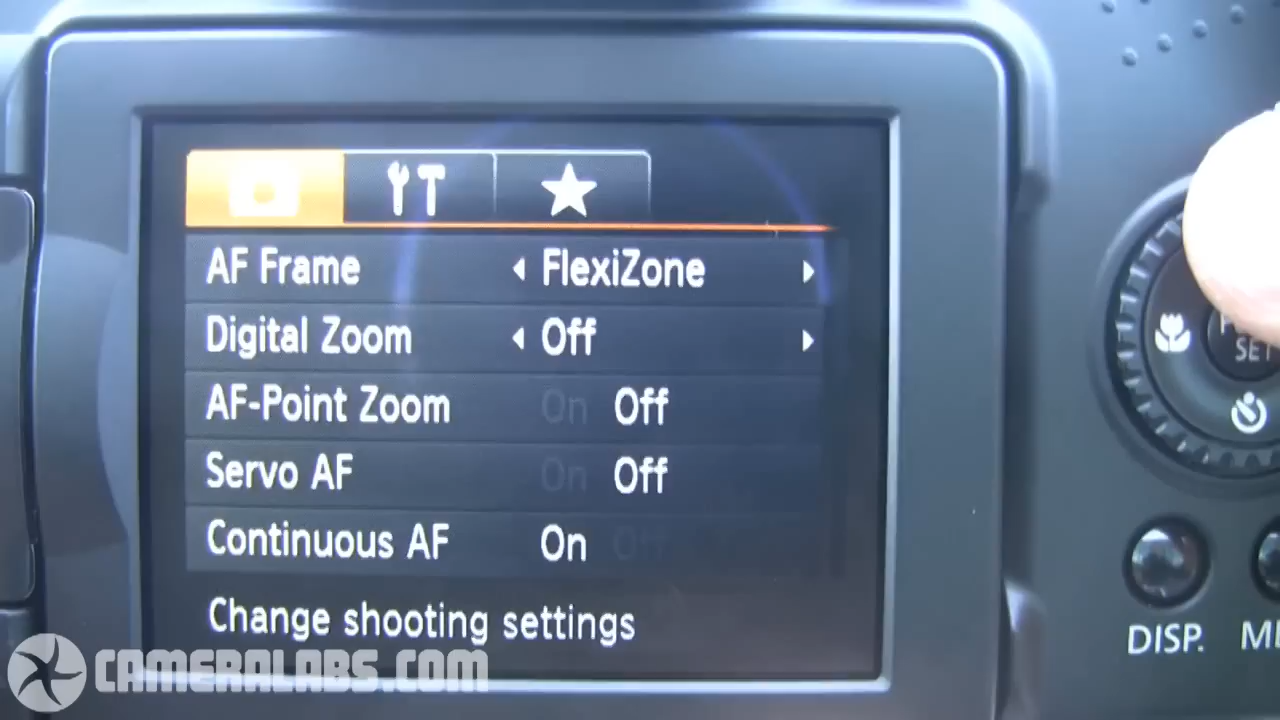 AF Frame FlexiZone
Digital Zoom Off
AF-Point Zoom On Off
Servo AF On Off
Continuous AF On Off
Change shooting settings
SET
DISP.
CAMERALABS.COM